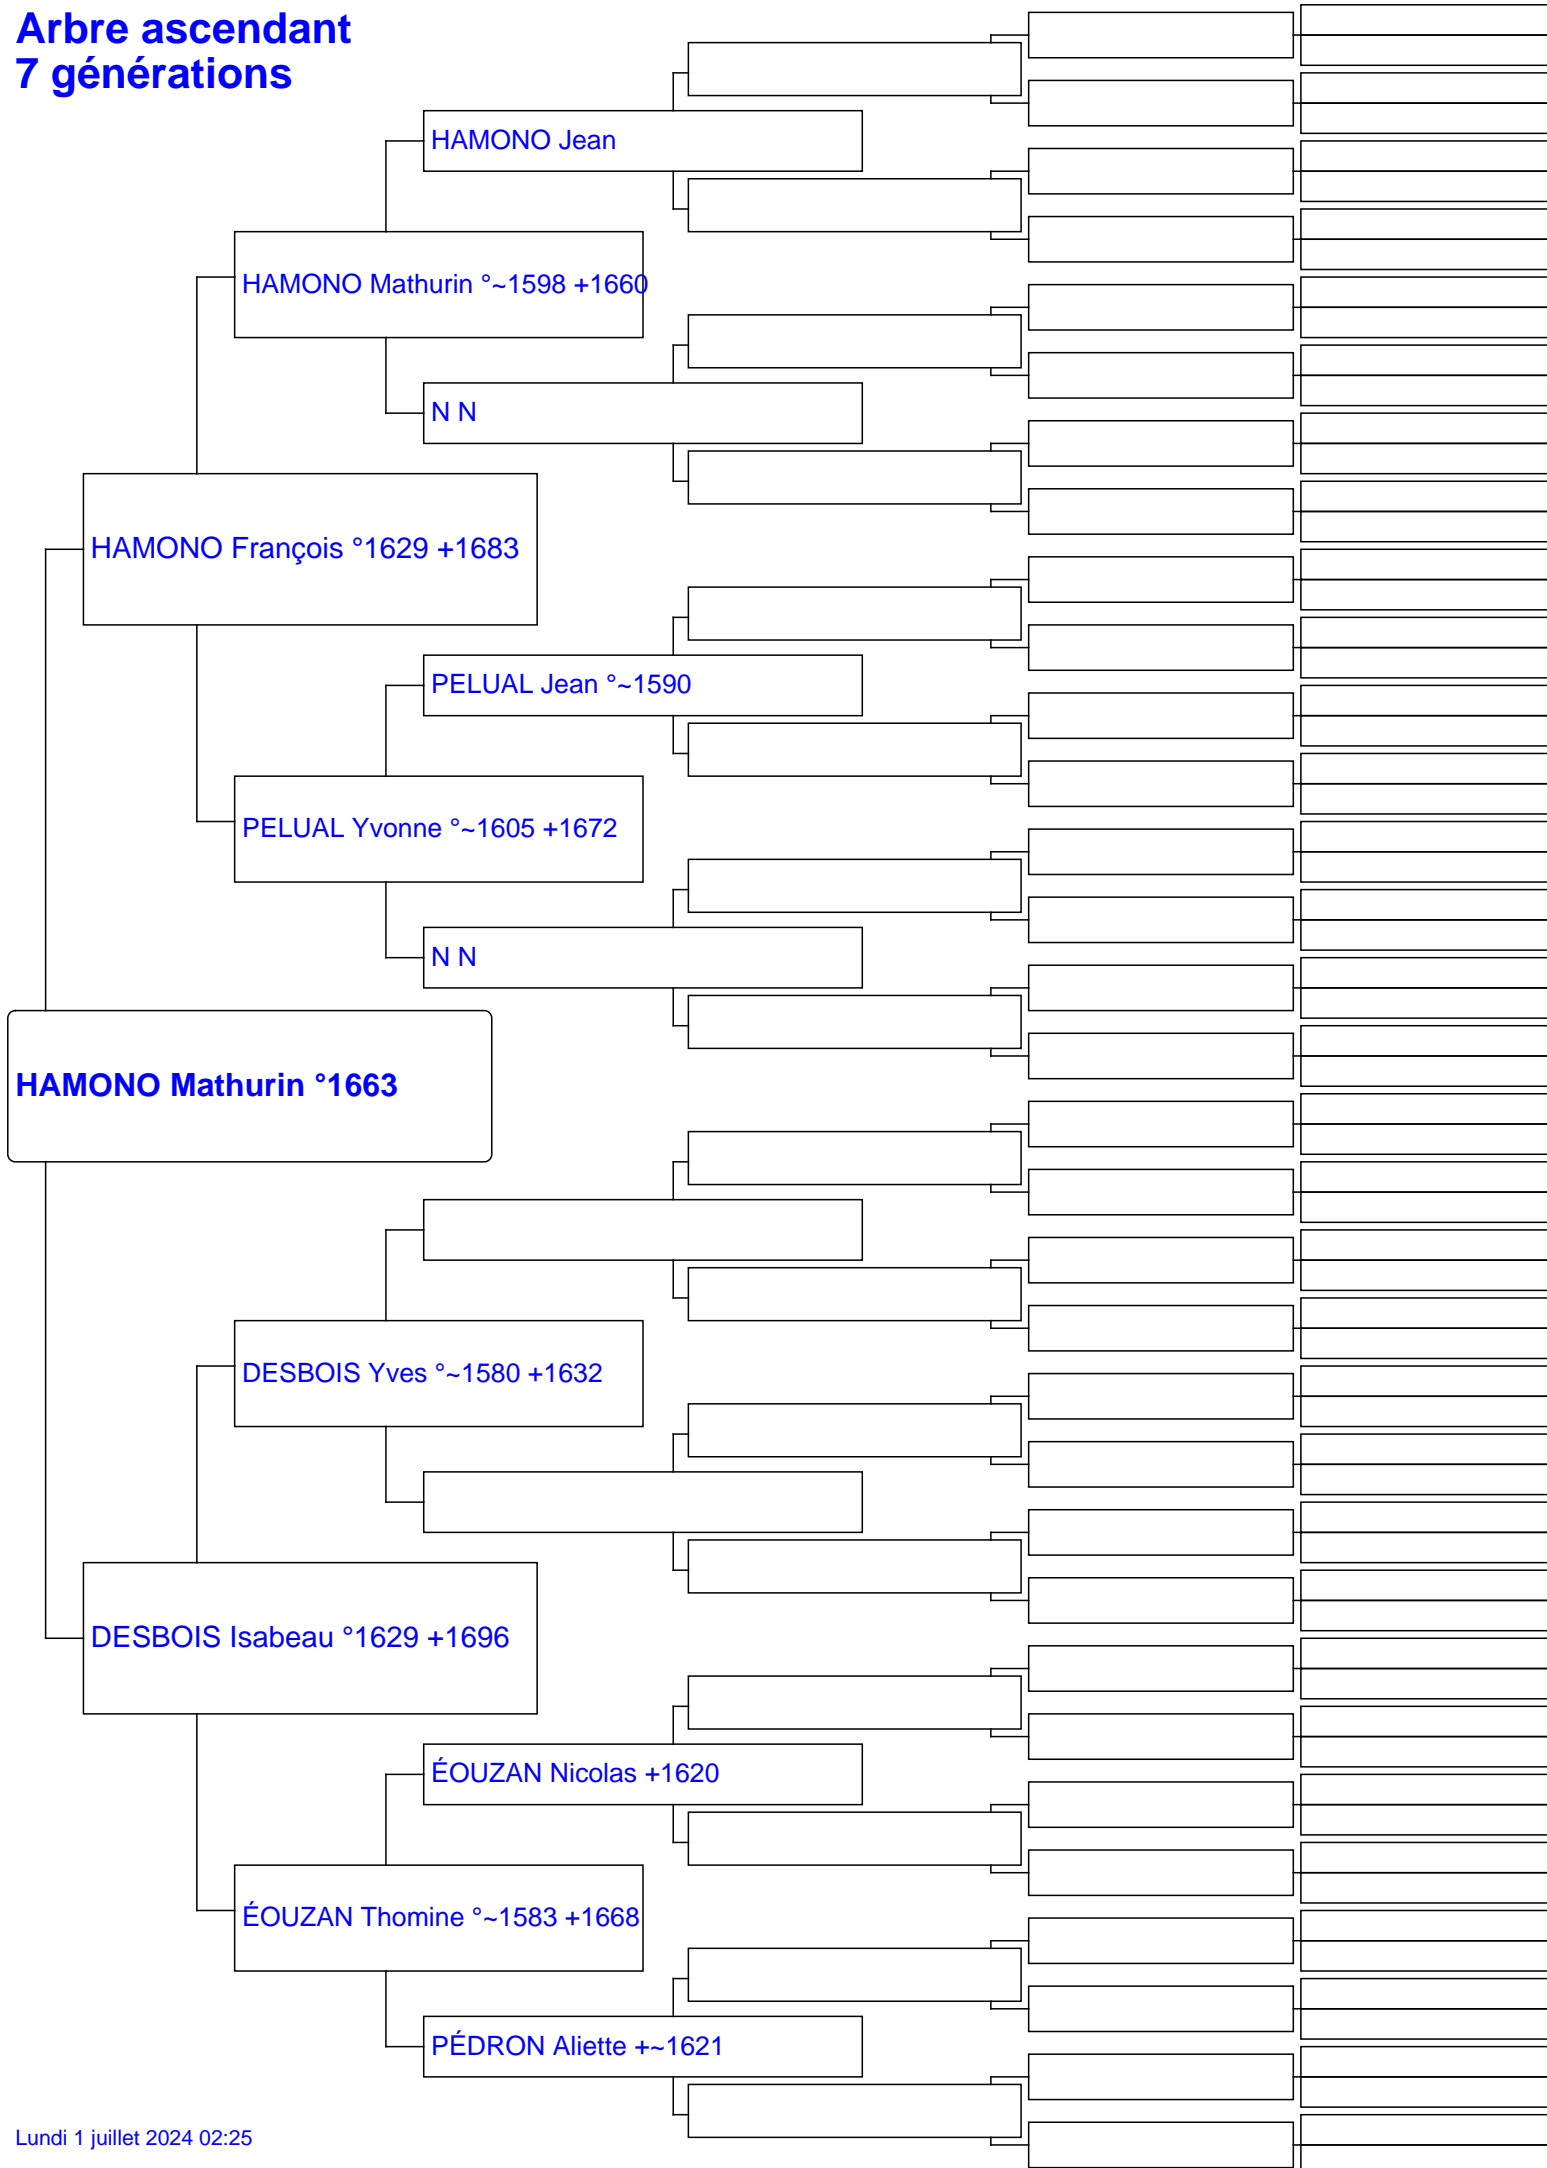 Arbre ascendant
7 générations
HAMONO Jean
HAMONO Mathurin °~1598 +1660
N N
HAMONO François °1629 +1683
PELUAL Jean °~1590
PELUAL Yvonne °~1605 +1672
N N
HAMONO Mathurin °1663
DESBOIS Yves °~1580 +1632
DESBOIS Isabeau °1629 +1696
ÉOUZAN Nicolas +1620
ÉOUZAN Thomine °~1583 +1668
PÉDRON Aliette +~1621
Lundi 1 juillet 2024 02:25